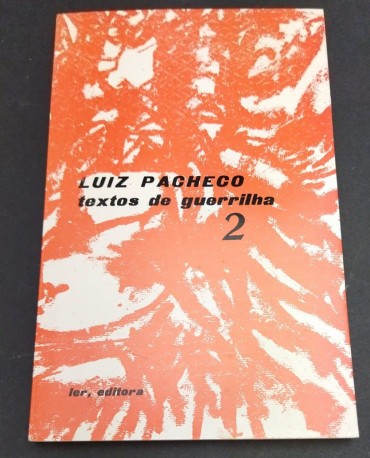 LUIZ PACHECO
textos de guerrilha
2
ler, editora